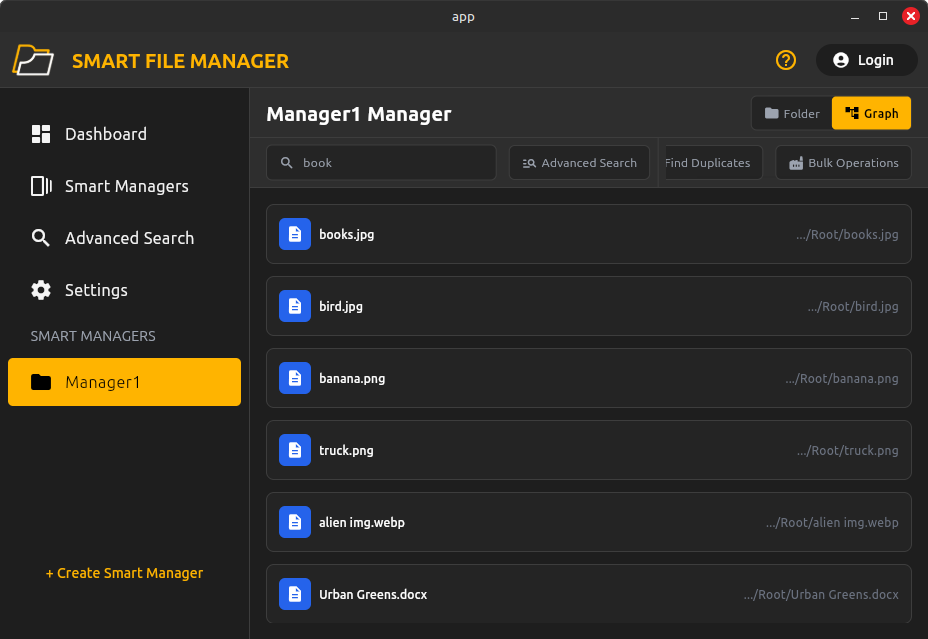 app
SMART FILE MANAGER
Login
Dashboard
Smart Managers
Advanced Search
Settings
SMART MANAGERS
Manager1
+ Create Smart Manager
Manager1 Manager
Folder
Graph
book
Advanced Search
Find Duplicates
Bulk Operations
books.jpg .../Root/books.jpg
bird.jpg .../Root/bird.jpg
banana.png .../Root/banana.png
truck.png .../Root/truck.png
alien img.webp .../Root/alien img.webp
Urban Greens.docx .../Root/Urban Greens.docx